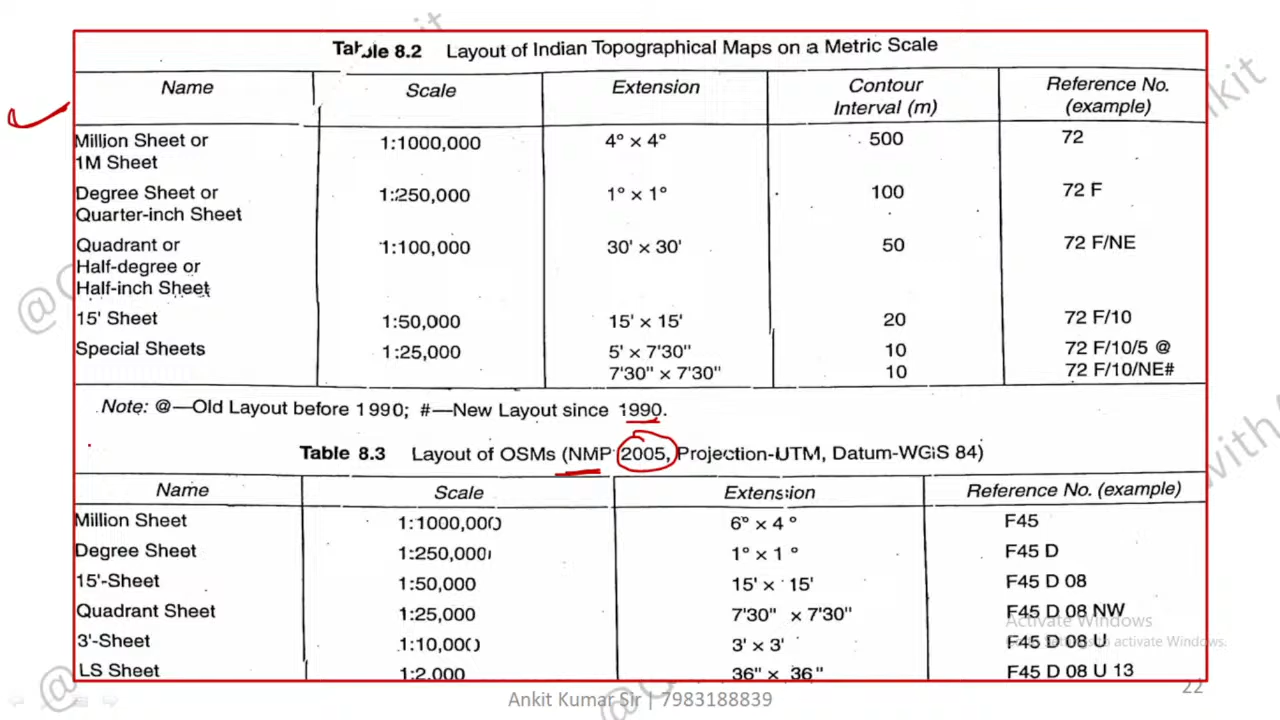 Table 8.2 Layout of Indian Topographical Maps on a Metric Scale
Name Scale Extension Contour Interval (m) Reference No. (example)
Million Sheet or 1M Sheet 1:1000,000 4° × 4° 500 72
Degree Sheet or Quarter-inch Sheet 1:250,000 1° × 1° 100 72 F
Quadrant or Half-degree or Half-inch Sheet 1:100,000 30' × 30' 50 72 F/NE
15' Sheet 1:50,000 15' × 15' 20 72 F/10
Special Sheets 1:25,000 5' × 7'30" 10 72 F/10/5 @
7'30" × 7'30" 10 72 F/10/NE#
Note: @—Old Layout before 1990; #—New Layout since 1990.
Table 8.3 Layout of OSMs (NMP 2005, Projection-UTM, Datum-WGS 84)
Name Scale Extension Reference No. (example)
Million Sheet 1:1000,000 6° × 4° F45
Degree Sheet 1:250,000 1° × 1° F45 D
15'-Sheet 1:50,000 15' × 15' F45 D 08
Quadrant Sheet 1:25,000 7'30" × 7'30" F45 D 08 NW
3'-Sheet 1:10,000 3' × 3' F45 D 08 U
LS Sheet 1:2,000 36" × 36" F45 D 08 U 13
Activate Windows
Ankit Kumar Sir | 7983188839
22